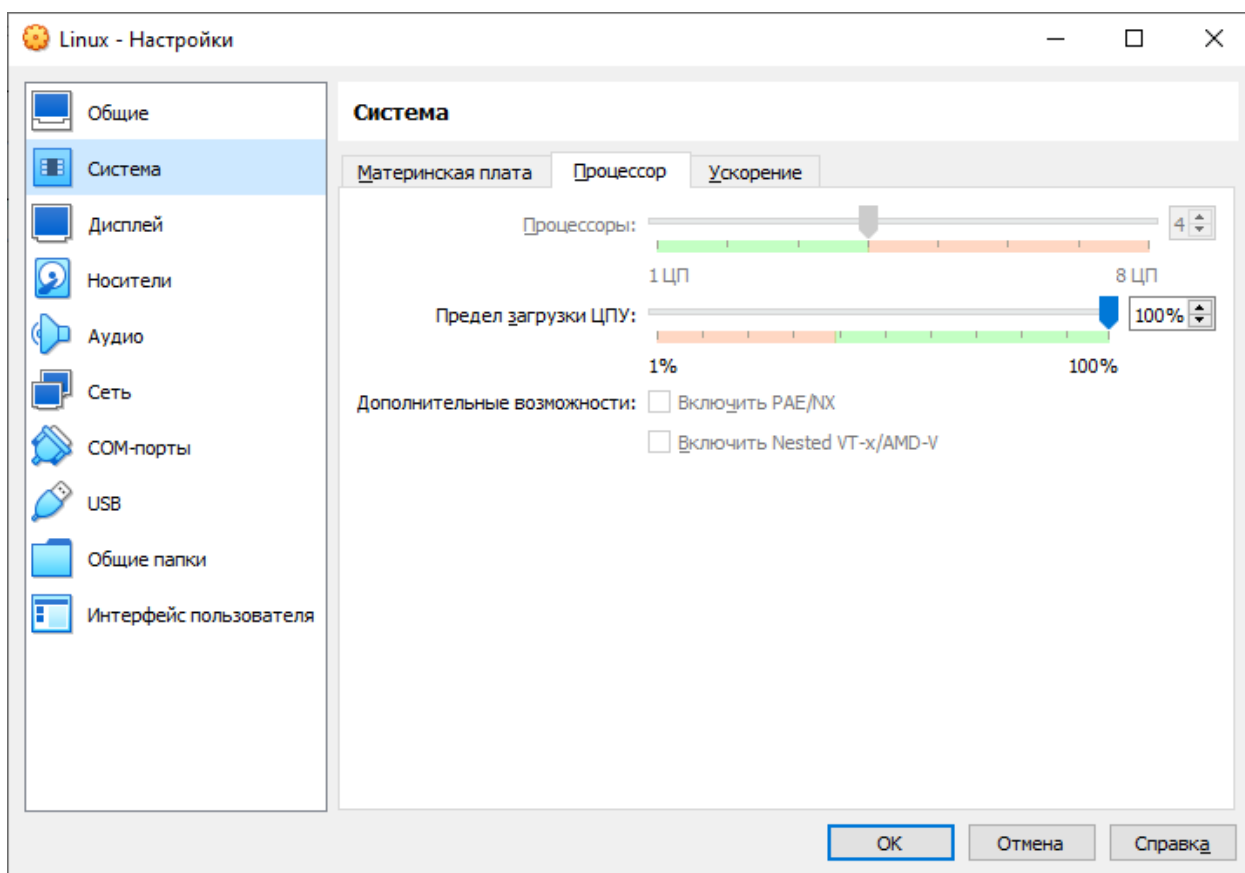 Linux - Настройки
Общие
Система
Дисплей
Носители
Аудио
Сеть
COM-порты
USB
Общие папки
Интерфейс пользователя
Система
Материнская плата Процессор Ускорение
Процессоры: 4
1 ЦП 8 ЦП
Предел загрузки ЦПУ: 100%
1% 100%
Дополнительные возможности: Включить PAE/NX
Включить Nested VT-x/AMD-V
OK Отмена Справка